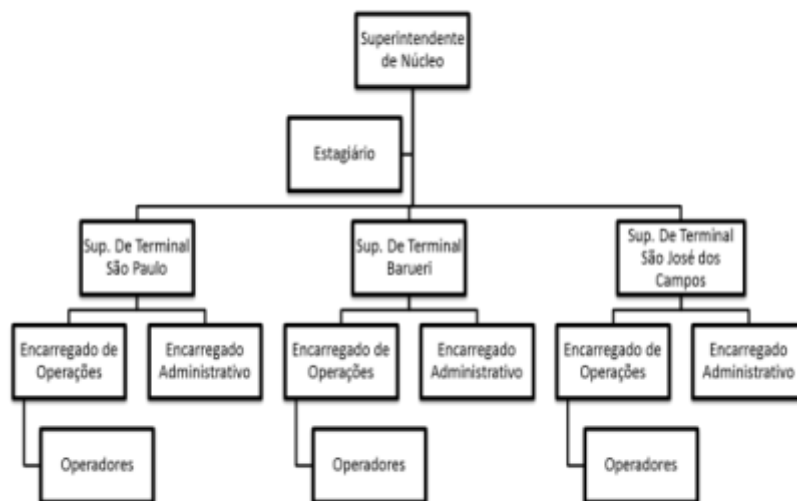 Superintendente
de Núcleo
Estagiário
Sup. De Terminal
São Paulo
Sup. De Terminal
Barueri
Sup. De Terminal
São José dos
Campos
Encarregado de
Operações
Encarregado
Administrativo
Encarregado de
Operações
Encarregado
Administrativo
Encarregado de
Operações
Encarregado
Administrativo
Operadores
Operadores
Operadores